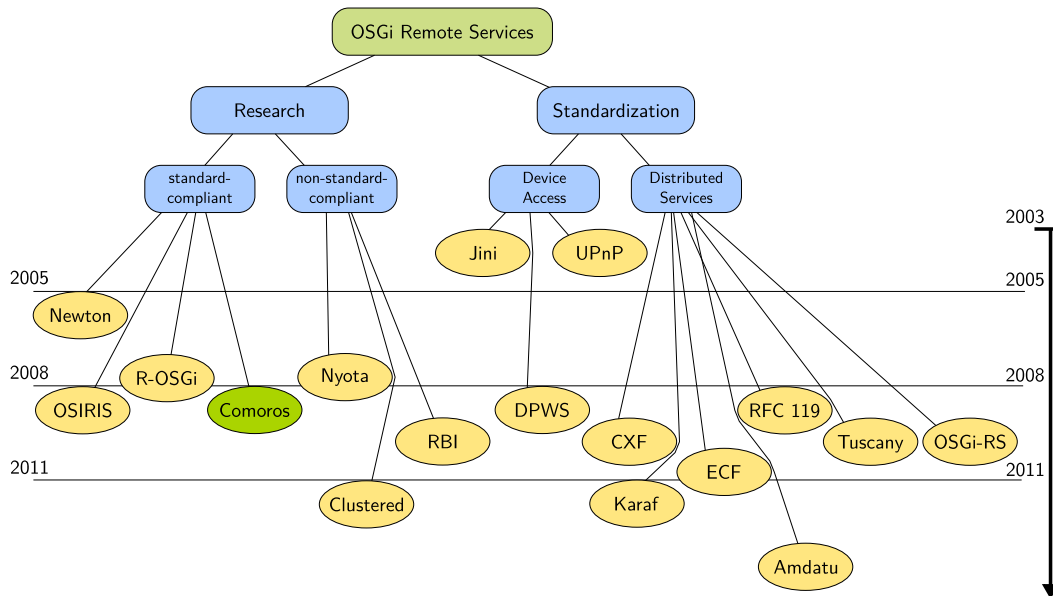 OSGi Remote Services
Research
Standardization
standard-
compliant
non-standard-
compliant
Device
Access
Distributed
Services
2003
Jini
UPnP
2005
2005
Newton
2008
2008
R-OSGi
Nyota
OSIRIS
Comoros
DPWS
RFC 119
RBI
CXF
Tuscany
OSGi-RS
2011
2011
ECF
Clustered
Karaf
Amdatu